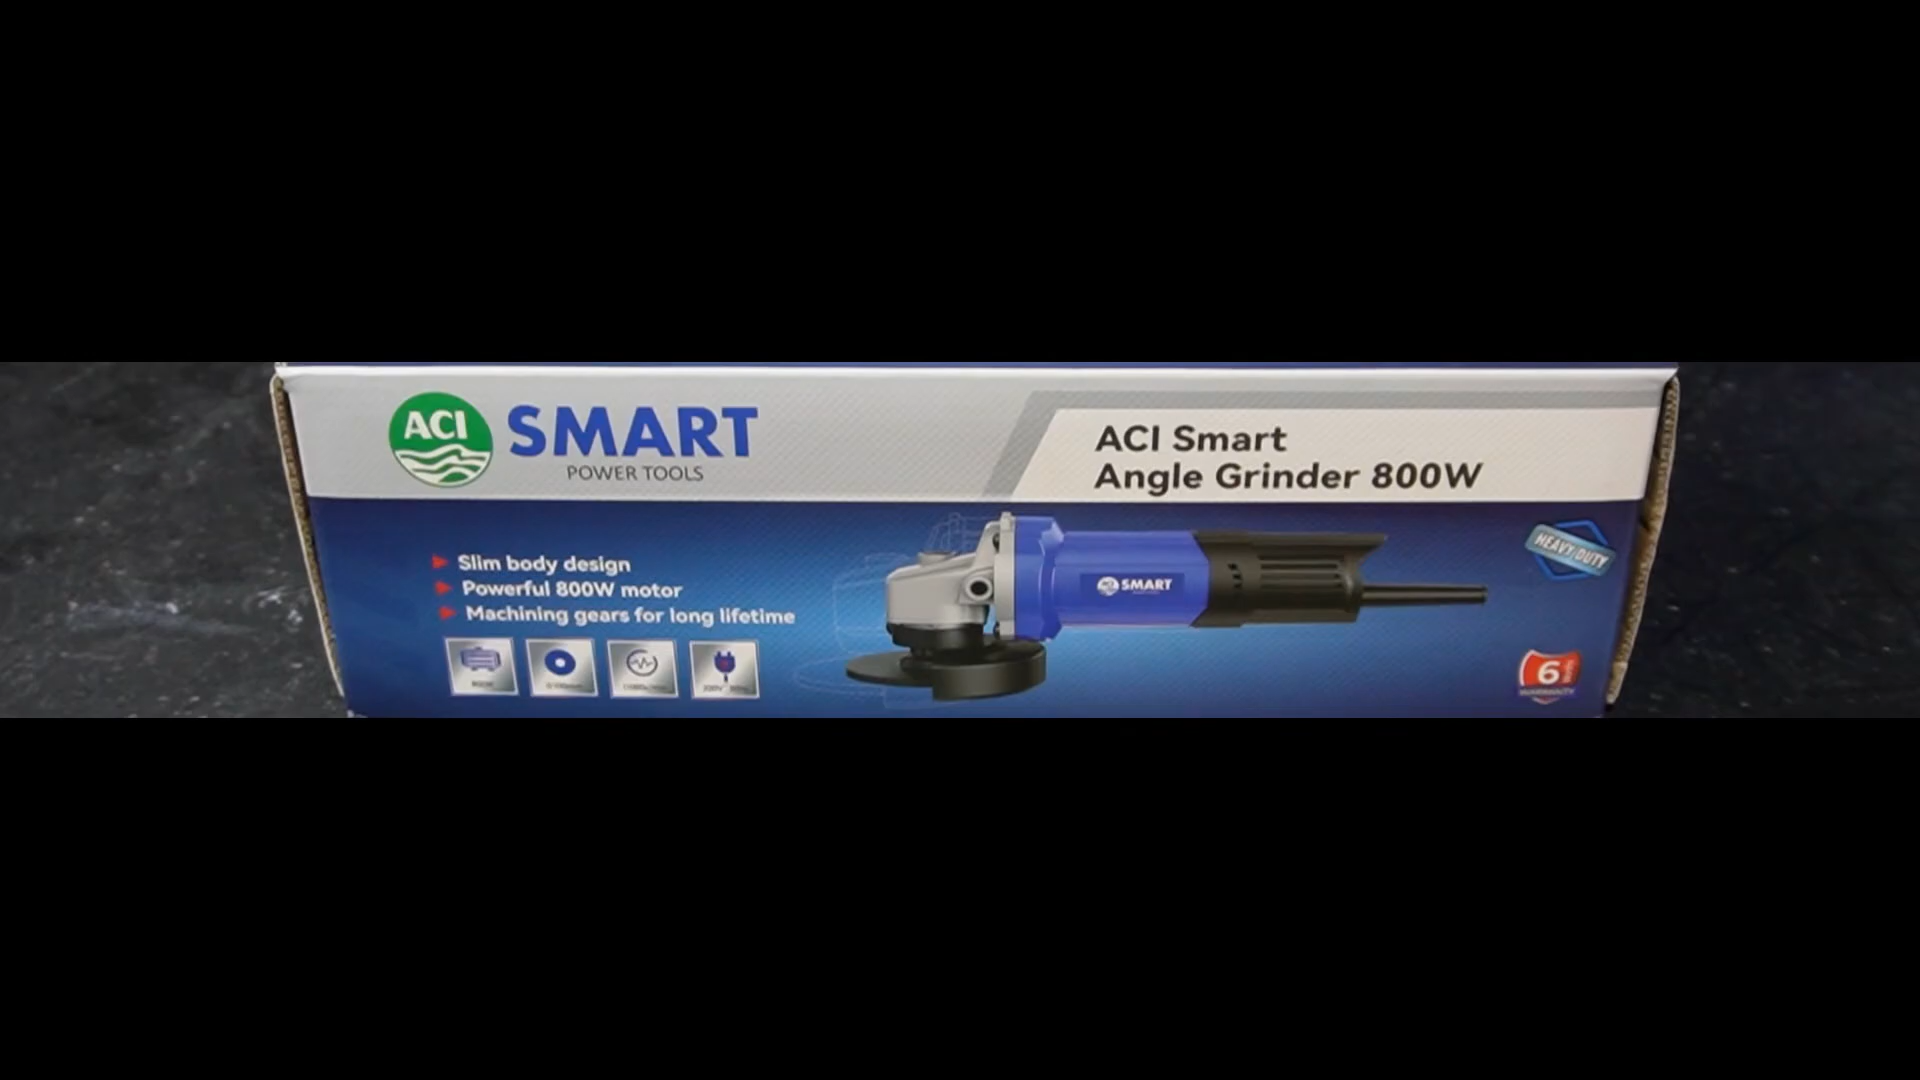 ACI
SMART
POWER TOOLS
ACI Smart
Angle Grinder 800W
Slim body design
Powerful 800W motor
Machining gears for long lifetime
SMART
HEAVY DUTY
6
WARRANTY